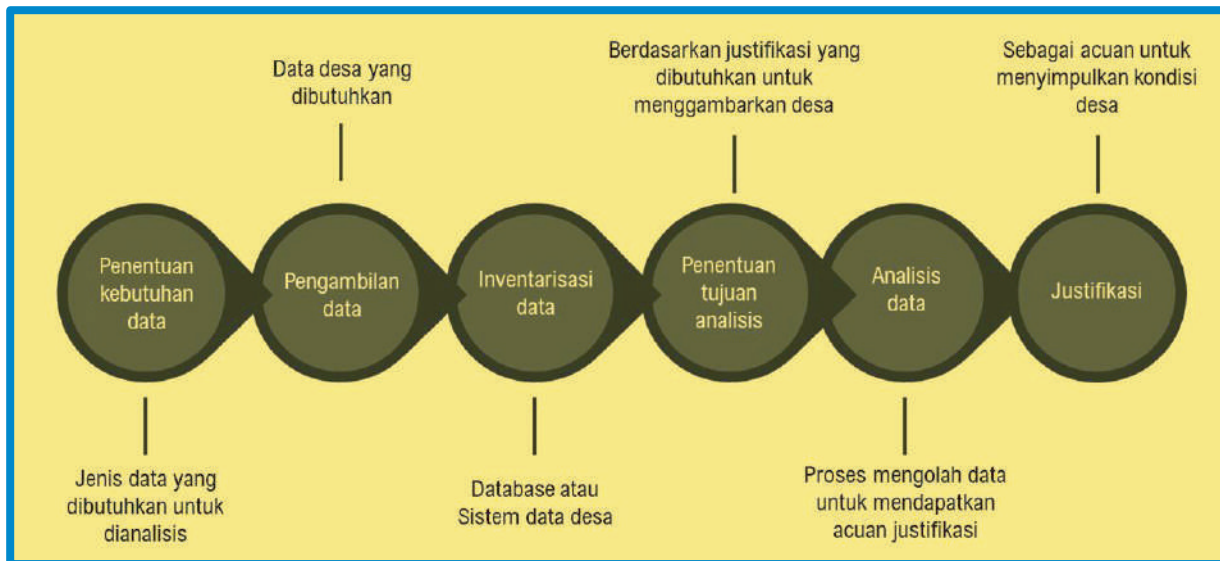 Data desa yang
dibutuhkan
Berdasarkan justifikasi yang
dibutuhkan untuk
menggambarkan desa
Sebagai acuan untuk
menyimpulkan kondisi
desa
Penentuan
kebutuhan
data
Pengambilan
data
Inventarisasi
data
Penentuan
tujuan
analisis
Analisis
data
Justifikasi
Jenis data yang
dibutuhkan untuk
dianalisis
Database atau
Sistem data desa
Proses mengolah data
untuk mendapatkan
acuan justifikasi